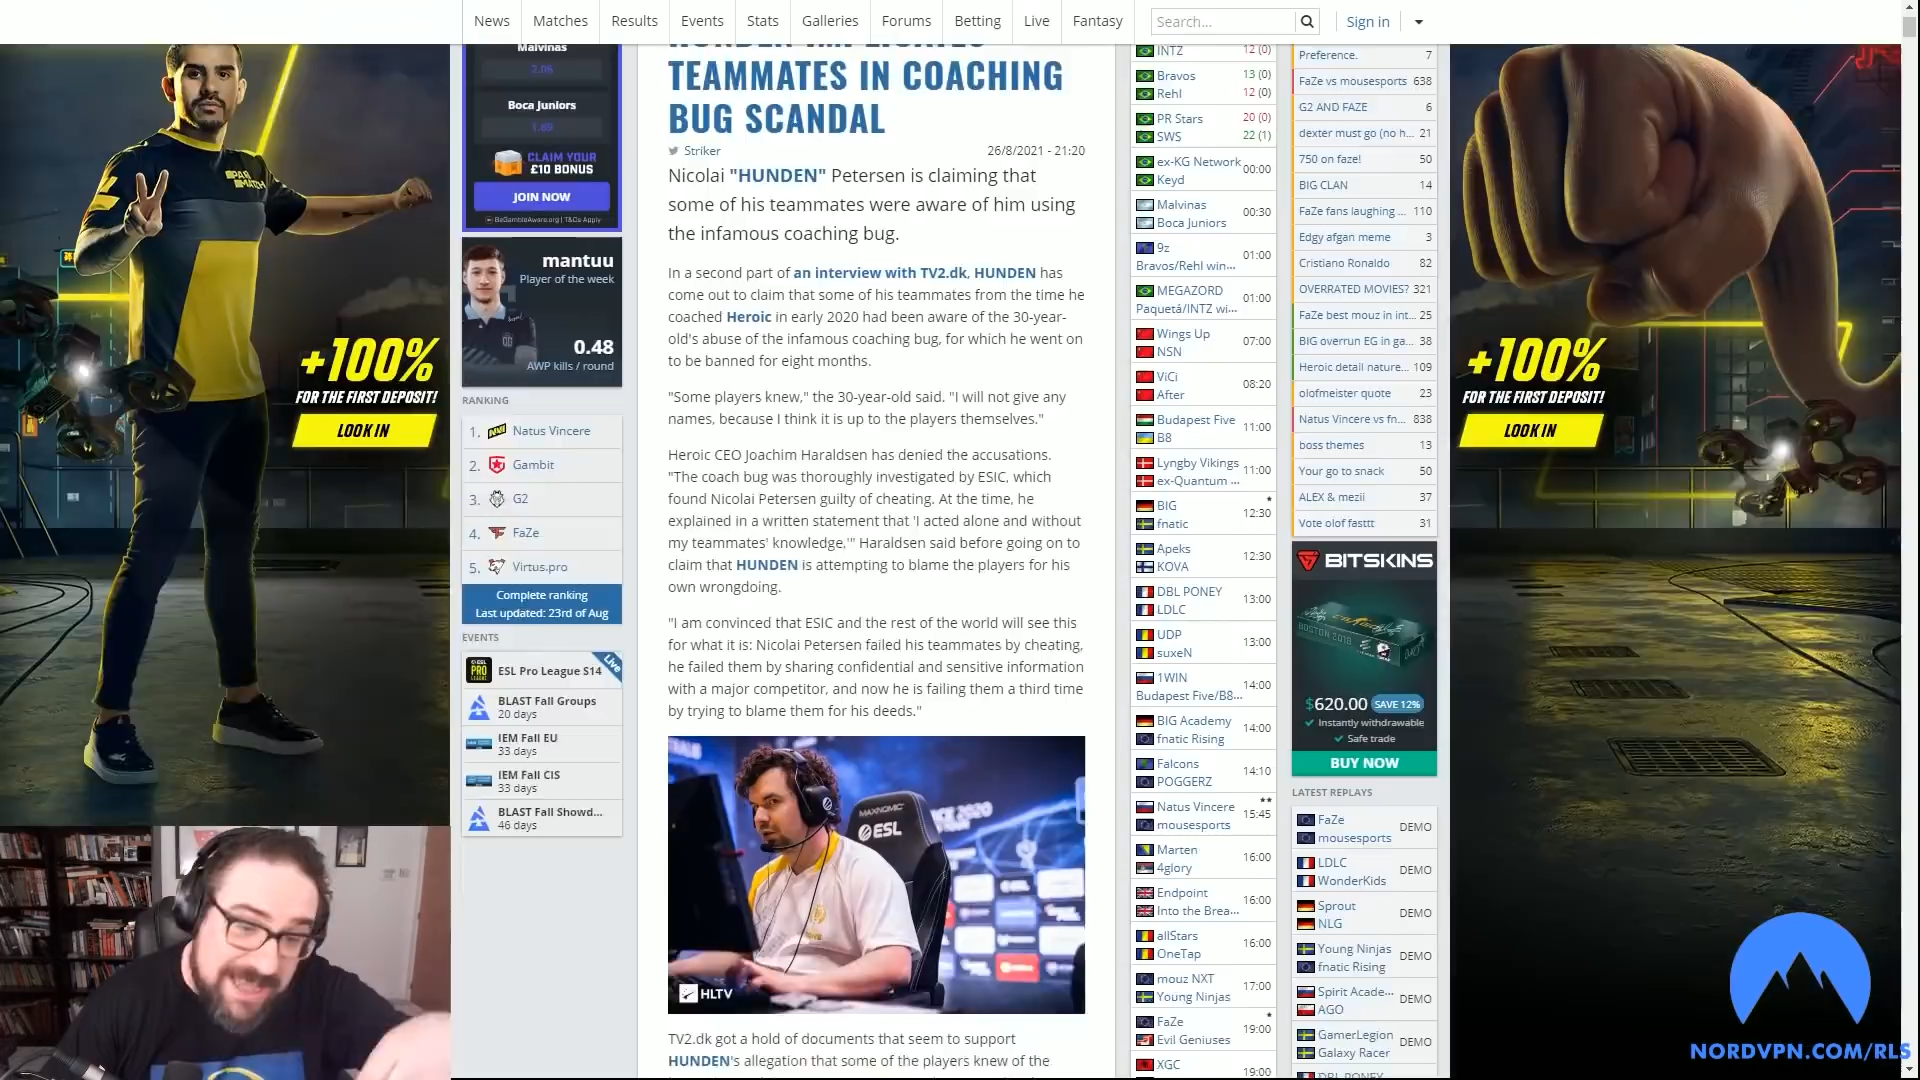 News
Matches
Results
Events
Stats
Galleries
Forums
Betting
Live
Fantasy
Search...
Sign in
Malvinas
2.05
Boca Juniors
1.69
CLAIM YOUR
£10 BONUS
JOIN NOW
BeGambleAware.org | T&Cs Apply
mantuu
Player of the week
0.48
AWP kills / round
RANKING
1. Natus Vincere
2. Gambit
3. G2
4. FaZe
5. Virtus.pro
Complete ranking
Last updated: 23rd of Aug
EVENTS
ESL Pro League S14
Live
BLAST Fall Groups
20 days
IEM Fall EU
33 days
IEM Fall CIS
33 days
BLAST Fall Showd...
46 days
PARI
MATCH
+100%
FOR THE FIRST DEPOSIT!
LOOK IN
HUNDEN IMPLICATES
TEAMMATES IN COACHING
BUG SCANDAL
Striker
26/8/2021 - 21:20
Nicolai "HUNDEN" Petersen is claiming that
some of his teammates were aware of him using
the infamous coaching bug.
In a second part of an interview with TV2.dk, HUNDEN has
come out to claim that some of his teammates from the time he
coached Heroic in early 2020 had been aware of the 30-year-
old's abuse of the infamous coaching bug, for which he went on
to be banned for eight months.
"Some players knew," the 30-year-old said. "I will not give any
names, because I think it is up to the players themselves."
Heroic CEO Joachim Haraldsen has denied the accusations.
"The coach bug was thoroughly investigated by ESIC, which
found Nicolai Petersen guilty of cheating. At the time, he
explained in a written statement that 'I acted alone and without
my teammates' knowledge,'" Haraldsen said before going on to
claim that HUNDEN is attempting to blame the players for his
own wrongdoing.
"I am convinced that ESIC and the rest of the world will see this
for what it is: Nicolai Petersen failed his teammates by cheating,
he failed them by sharing confidential and sensitive information
with a major competitor, and now he is failing them a third time
by trying to blame them for his deeds."
MAXNOMIC
ESL
ICE 2020
HLTV
TV2.dk got a hold of documents that seem to support
HUNDEN's allegation that some of the players knew of the
INTZ 12 (0)
Bravos 13 (0)
Rehl 12 (0)
PR Stars 20 (0)
SWS 22 (1)
ex-KG Network
Keyd
00:00
Malvinas
Boca Juniors
00:30
9z
Bravos/Rehl win...
01:00
MEGAZORD
Paquetá/INTZ wi...
01:00
Wings Up
NSN
07:00
ViCi
After
08:20
Budapest Five
B8
11:00
Lyngby Vikings
ex-Quantum ...
11:00
BIG
fnatic
12:30
Apeks
KOVA
12:30
DBL PONEY
LDLC
13:00
UDP
suxeN
13:00
1WIN
Budapest Five/B8...
14:00
BIG Academy
fnatic Rising
14:00
Falcons
POGGERZ
14:10
Natus Vincere
mousesports
15:45
Marten
4glory
16:00
Endpoint
Into the Brea...
16:00
allStars
OneTap
16:00
mouz NXT
Young Ninjas
17:00
FaZe
Evil Geniuses
19:00
XGC
19:00
Preference. 7
FaZe vs mousesports 638
G2 AND FAZE 6
dexter must go (no h... 21
750 on faze! 50
BIG CLAN 14
FaZe fans laughing ... 110
Edgy afgan meme 3
Cristiano Ronaldo 82
OVERRATED MOVIES? 321
FaZe best mouz in int... 25
BIG overrun EG in ga... 38
Heroic detail nature... 109
olofmeister quote 23
Natus Vincere vs fn... 838
boss themes 13
Your go to snack 50
ALEX & mezii 37
Vote olof fasttt 31
BITSKINS
BOSTON 2018
$620.00 SAVE 12%
Instantly withdrawable
Safe trade
BUY NOW
LATEST REPLAYS
FaZe
mousesports
DEMO
LDLC
WonderKids
DEMO
Sprout
NLG
DEMO
Young Ninjas
fnatic Rising
DEMO
Spirit Acade...
AGO
DEMO
GamerLegion
Galaxy Racer
DEMO
DBL PONEY
+100%
FOR THE FIRST DEPOSIT!
LOOK IN
NORDVPN.COM/RLS